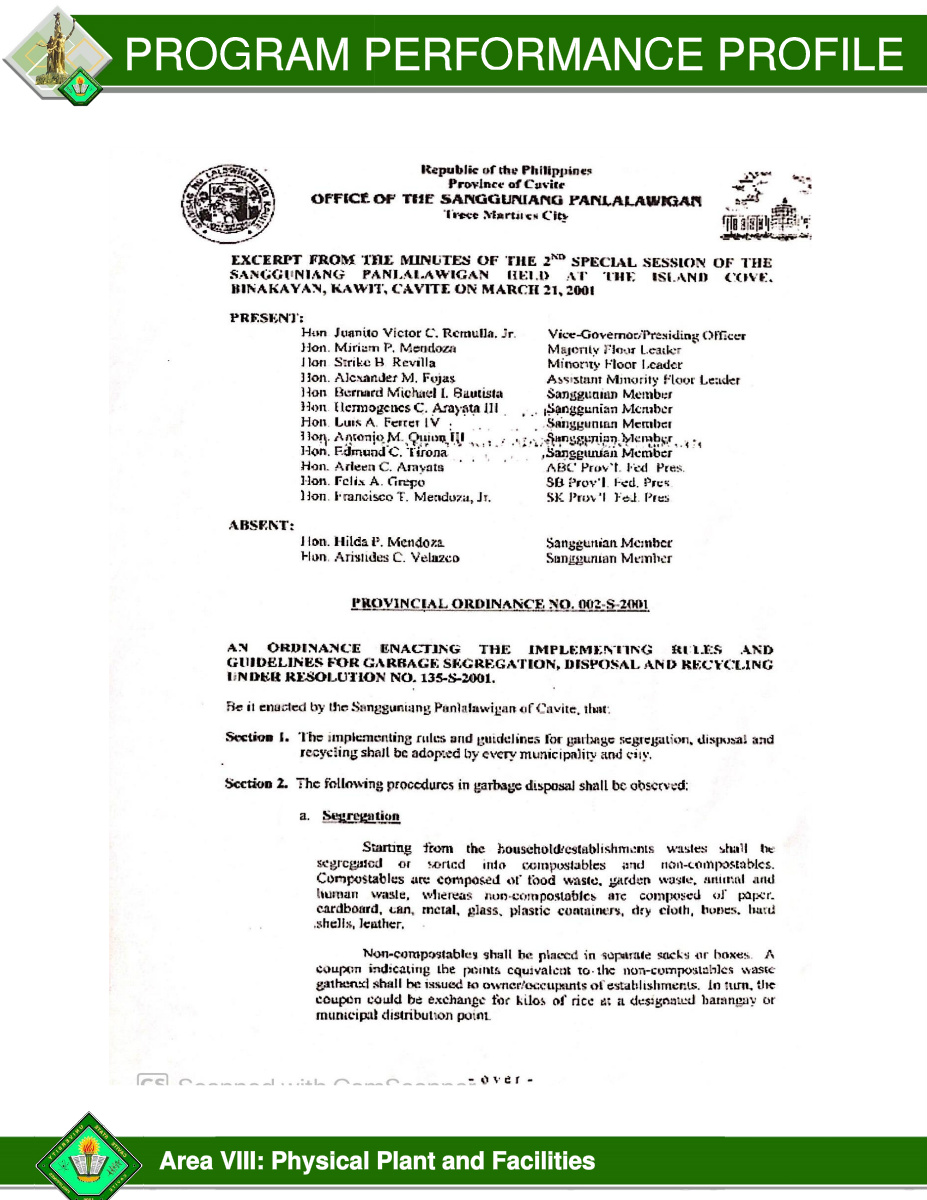 PROGRAM PERFORMANCE PROFILE
Republic of the Philippines
Province of Cavite
OFFICE OF THE SANGGUNIANG PANLALAWIGAN
Trece Martires City
EXCERPT FROM THE MINUTES OF THE 2ND SPECIAL SESSION OF THE
SANGGUNIANG PANLALAWIGAN HELD AT THE ISLAND COVE,
BINAKAYAN, KAWIT, CAVITE ON MARCH 21, 2001
PRESENT:
Hon Juanito Victor C. Remulla, Jr. Vice-Governor/Presiding Officer
Hon. Miriam P. Mendoza Majority Floor Leader
Hon. Strike B. Revilla Minority Floor Leader
Hon. Alexander M. Fojas Assistant Minority Floor Leader
Hon Bernard Michael I. Bautista Sanggunian Member
Hon. Hermogenes C. Arayata III Sanggunian Member
Hon. Luis A. Ferrer IV Sanggunian Member
Hon. Antonio M. Quion III Sanggunian Member
Hon. Edmund C. Tirona Sanggunian Member
Hon. Arleen C. Arayata ABC Prov'l. Fed. Pres.
Hon. Felix A. Grepo SB Prov'l. Fed. Pres
Hon. Francisco T. Mendoza, Jr. SK Prov'l Fed. Pres
ABSENT:
Hon. Hilda P. Mendoza Sanggunian Member
Hon. Aristides C. Velazco Sanggunian Member
PROVINCIAL ORDINANCE NO. 002-S-2001
AN ORDINANCE ENACTING THE IMPLEMENTING RULES AND
GUIDELINES FOR GARBAGE SEGREGATION, DISPOSAL AND RECYCLING
UNDER RESOLUTION NO. 135-S-2001.
Be it enacted by the Sangguniang Panlalawigan of Cavite, that:
Section 1. The implementing rules and guidelines for garbage segregation, disposal and
recycling shall be adopted by every municipality and city.
Section 2. The following procedures in garbage disposal shall be observed:
a. Segregation
Starting from the household/establishments wastes shall be
segregated or sorted into compostables and non-compostables.
Compostables are composed of food waste, garden waste, animal and
human waste, whereas non-compostables are composed of paper,
cardboard, can, metal, glass, plastic containers, dry cloth, bones, hard
shells, leather.
Non-compostables shall be placed in separate sacks or boxes. A
coupon indicating the points equivalent to the non-compostables waste
gathered shall be issued to owner/occupants of establishments. In turn, the
coupon could be exchange for kilos of rice at a designated barangay or
municipal distribution point.
- over -
CS Scanned with CamScanner
Area VIII: Physical Plant and Facilities